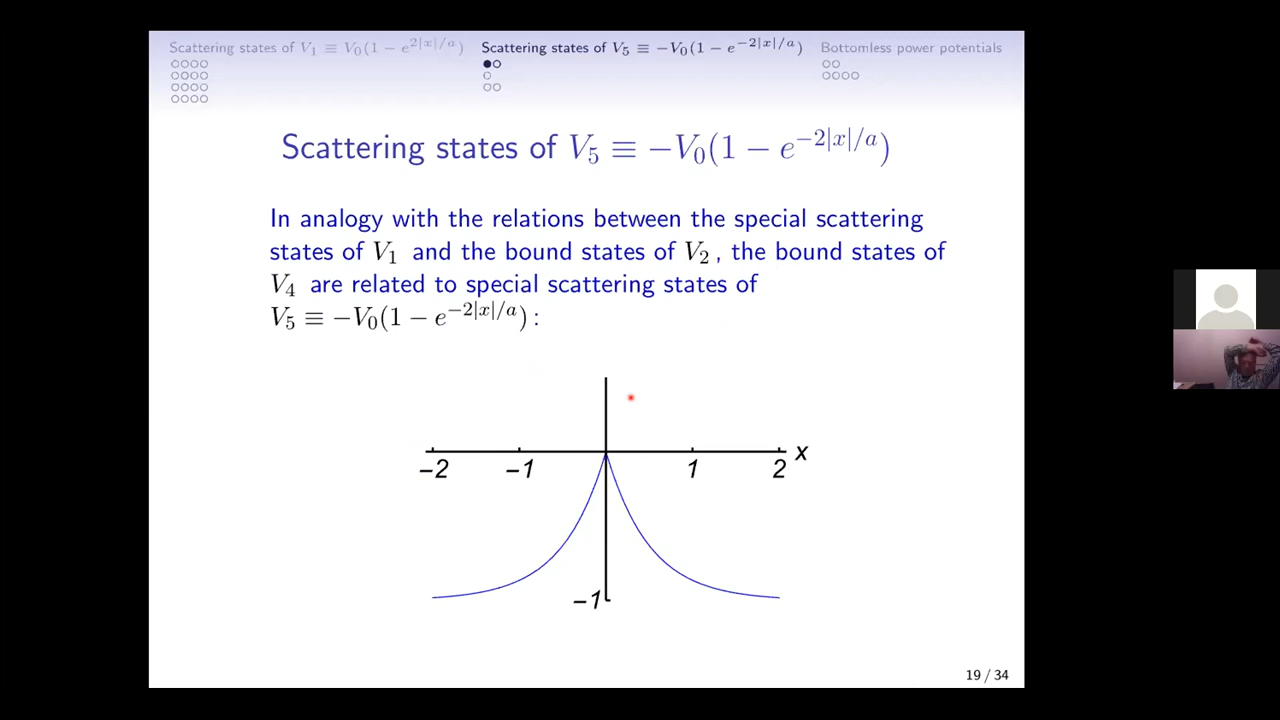 Scattering states of V₁ ≡ V₀(1 − e^{2|x|/a}) Scattering states of V₅ ≡ −V₀(1 − e^{−2|x|/a}) Bottomless power potentials
Scattering states of V₅ ≡ −V₀(1 − e^{−2|x|/a})
In analogy with the relations between the special scattering
states of V₁ and the bound states of V₂ , the bound states of
V₄ are related to special scattering states of
V₅ ≡ −V₀(1 − e^{−2|x|/a}) :
x
−2 −1 1 2
−1
19 / 34